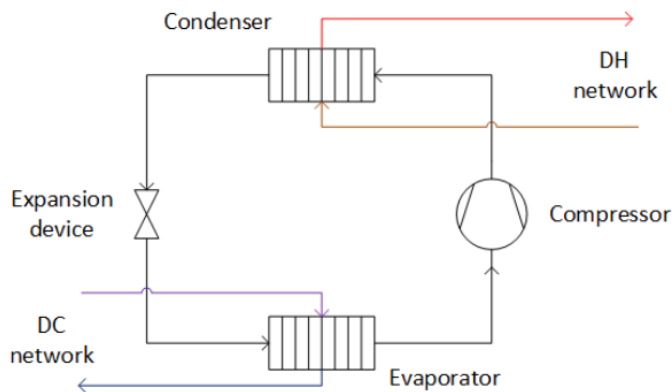 Condenser
DH
network
Expansion
device
Compressor
DC
network
Evaporator